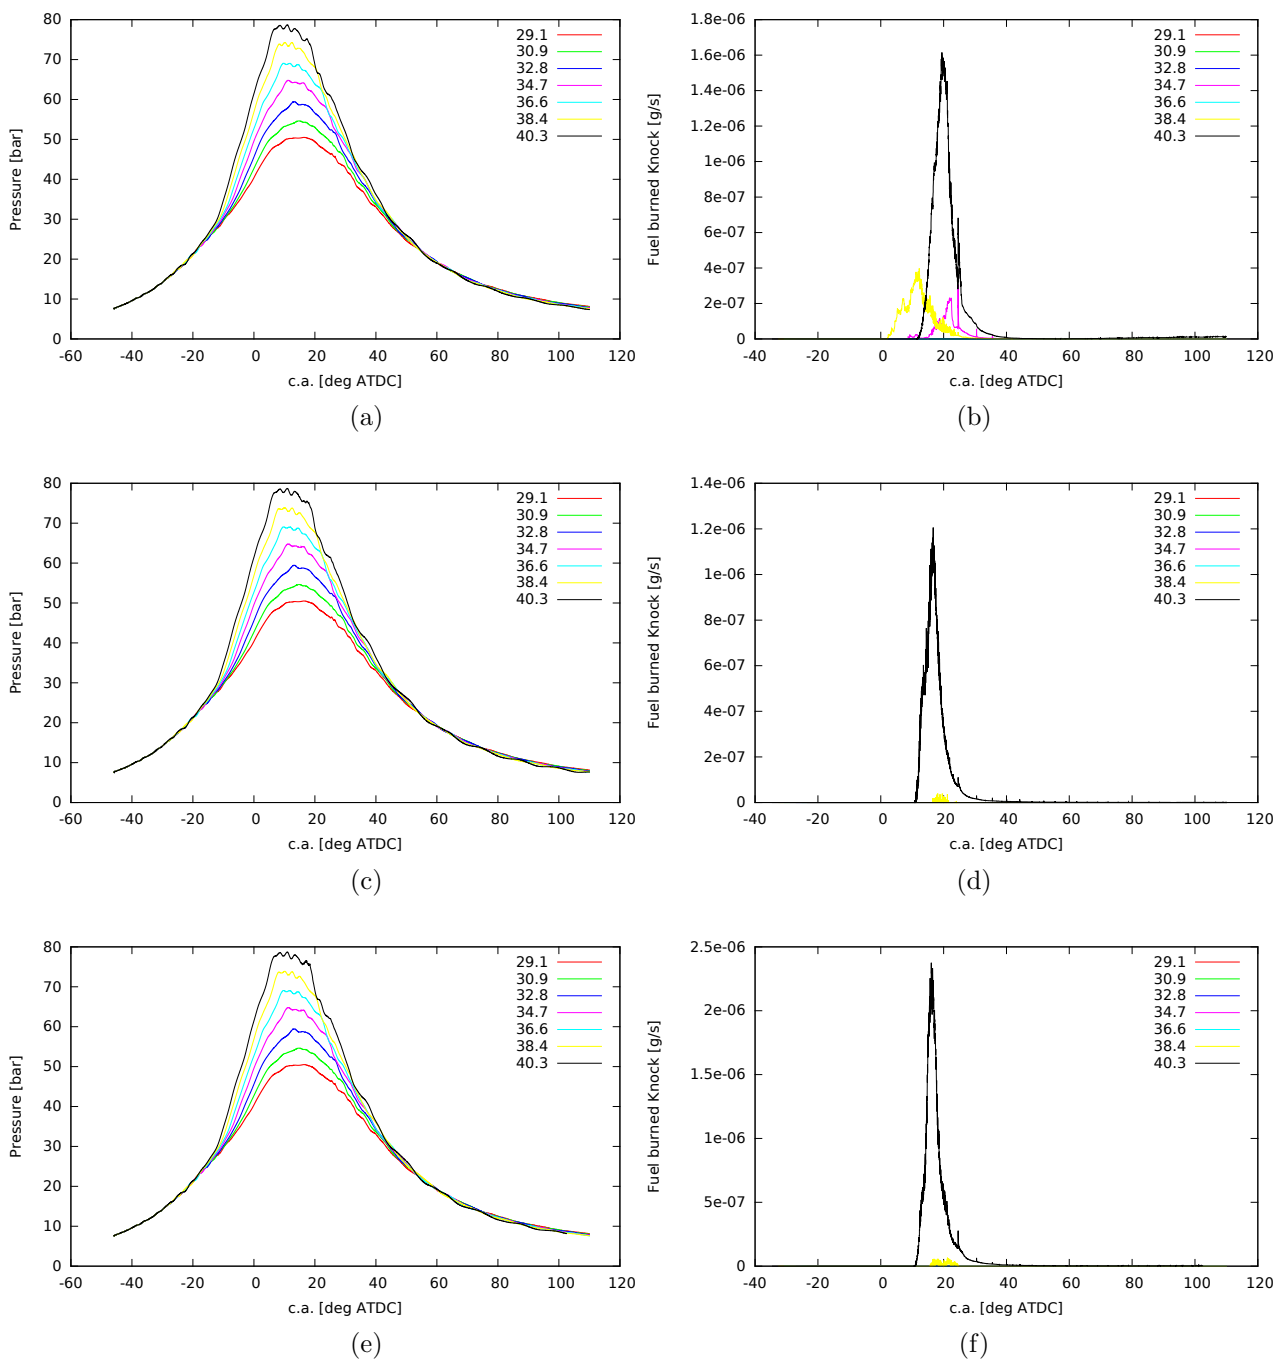 Pressure [bar]
80
70
60
50
40
30
20
10
0
-60 -40 -20 0 20 40 60 80 100 120
c.a. [deg ATDC]
29.1
30.9
32.8
34.7
36.6
38.4
40.3
(a)
Fuel burned Knock [g/s]
1.8e-06
1.6e-06
1.4e-06
1.2e-06
1e-06
8e-07
6e-07
4e-07
2e-07
0
-40 -20 0 20 40 60 80 100 120
c.a. [deg ATDC]
29.1
30.9
32.8
34.7
36.6
38.4
40.3
(b)
Pressure [bar]
80
70
60
50
40
30
20
10
0
-60 -40 -20 0 20 40 60 80 100 120
c.a. [deg ATDC]
29.1
30.9
32.8
34.7
36.6
38.4
40.3
(c)
Fuel burned Knock [g/s]
1.4e-06
1.2e-06
1e-06
8e-07
6e-07
4e-07
2e-07
0
-40 -20 0 20 40 60 80 100 120
c.a. [deg ATDC]
29.1
30.9
32.8
34.7
36.6
38.4
40.3
(d)
Pressure [bar]
80
70
60
50
40
30
20
10
0
-60 -40 -20 0 20 40 60 80 100 120
c.a. [deg ATDC]
29.1
30.9
32.8
34.7
36.6
38.4
40.3
(e)
Fuel burned Knock [g/s]
2.5e-06
2e-06
1.5e-06
1e-06
5e-07
0
-40 -20 0 20 40 60 80 100 120
c.a. [deg ATDC]
29.1
30.9
32.8
34.7
36.6
38.4
40.3
(f)